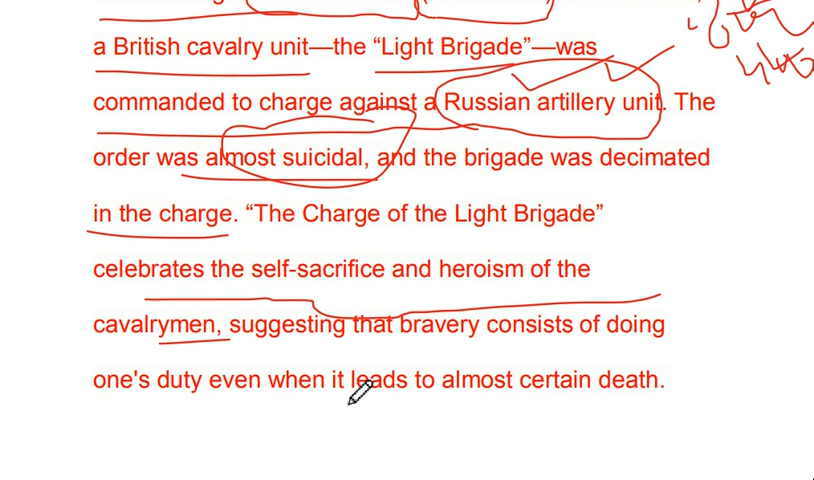 a British cavalry unit—the “Light Brigade”—was
commanded to charge against a Russian artillery unit. The
order was almost suicidal, and the brigade was decimated
in the charge. “The Charge of the Light Brigade”
celebrates the self-sacrifice and heroism of the
cavalrymen, suggesting that bravery consists of doing
one's duty even when it leads to almost certain death.